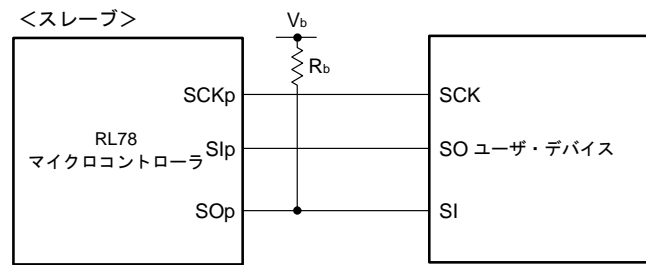 <スレーブ>
Vb
Rb
SCKp
SCK
RL78
マイクロコントローラ
SIp
SO ユーザ・デバイス
SOp
SI